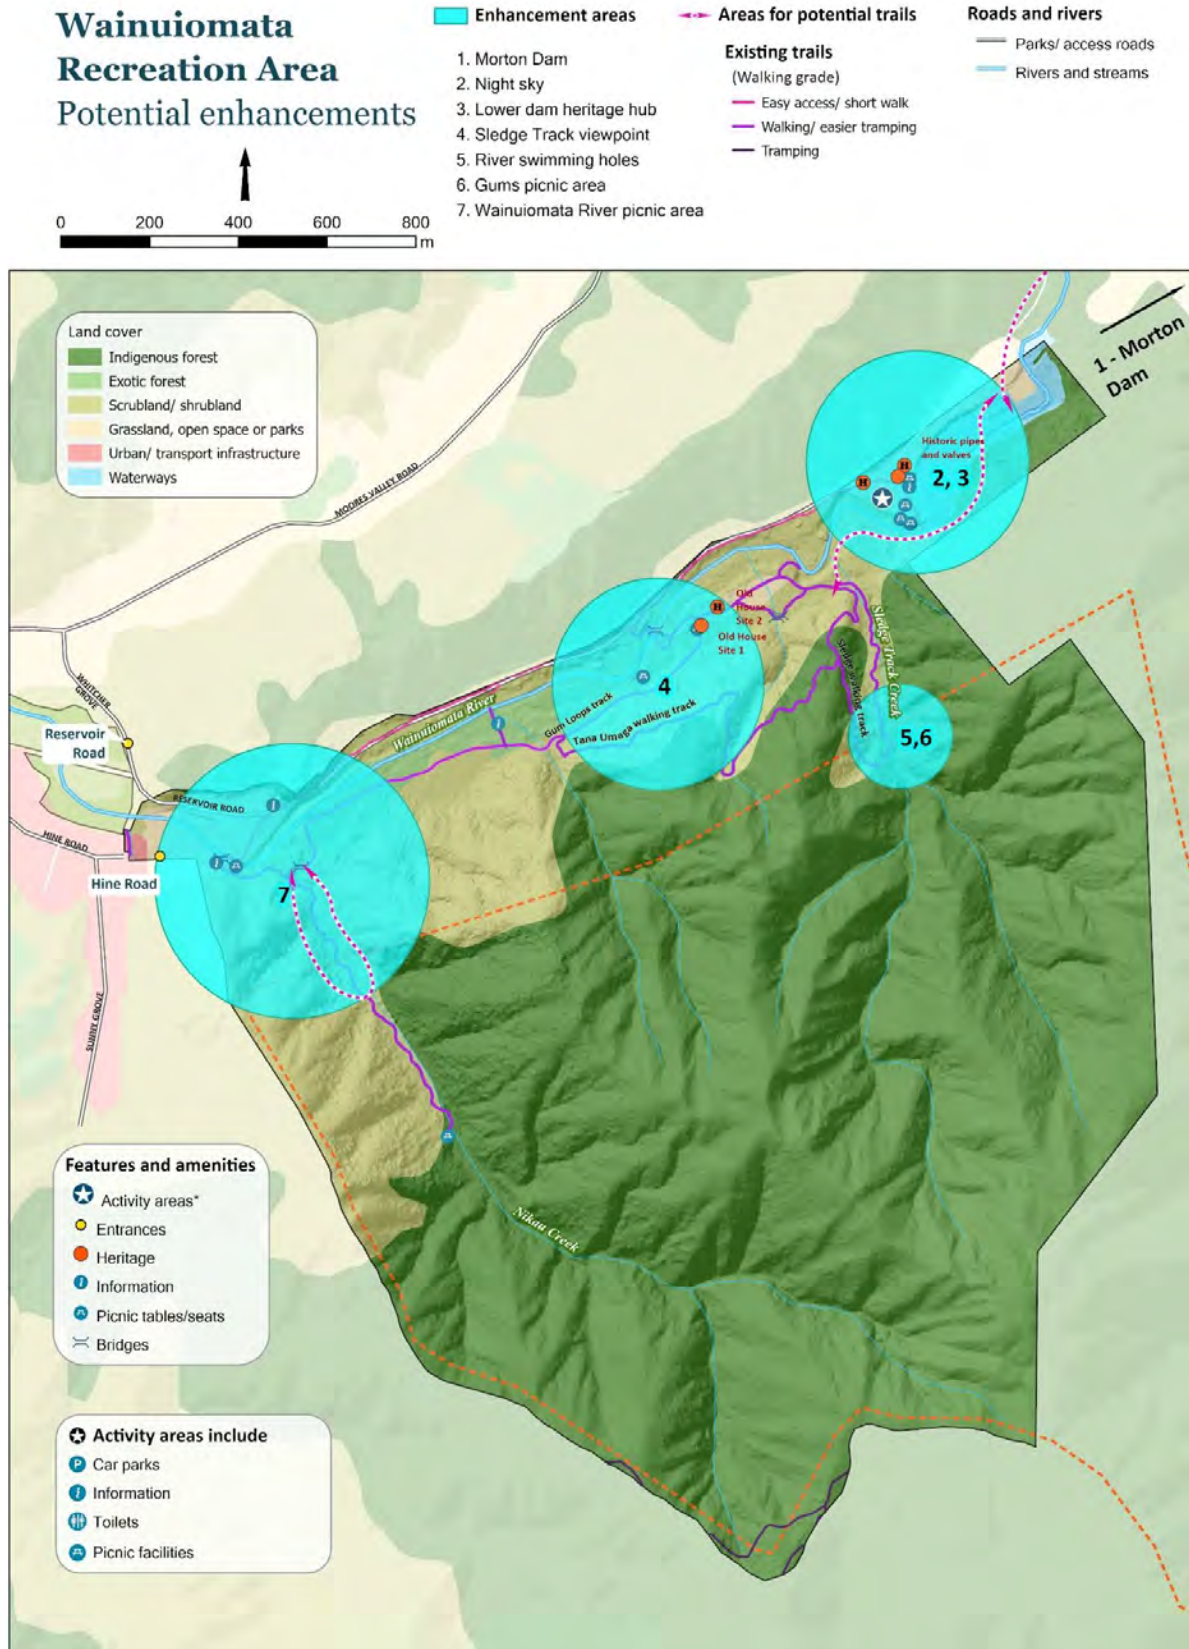 Wainuiomata
Recreation Area
Potential enhancements
0 200 400 600 800
m
Enhancement areas
1. Morton Dam
2. Night sky
3. Lower dam heritage hub
4. Sledge Track viewpoint
5. River swimming holes
6. Gums picnic area
7. Wainuiomata River picnic area
Areas for potential trails
Existing trails
(Walking grade)
Easy access/ short walk
Walking/ easier tramping
Tramping
Roads and rivers
Parks/ access roads
Rivers and streams
Land cover
Indigenous forest
Exotic forest
Scrubland/ shrubland
Grassland, open space or parks
Urban/ transport infrastructure
Waterways
MOORES VALLEY ROAD
1 - Morton
Dam
Historic pipe
and valves
2, 3
H
H
Old
House
Site 2
H
Old House
Site 1
Sledge Track Creek
Sledge walking track
4
5,6
Gum Loops track
Tana Umaga walking track
Wainuiomata River
WHITCHER
GROVE
Reservoir
Road
RESERVOIR ROAD
HINE ROAD
Hine Road
7
SUNNY GROVE
Nikau Creek
Features and amenities
Activity areas*
Entrances
Heritage
i Information
Picnic tables/seats
Bridges
Activity areas include
P Car parks
i Information
Toilets
Picnic facilities